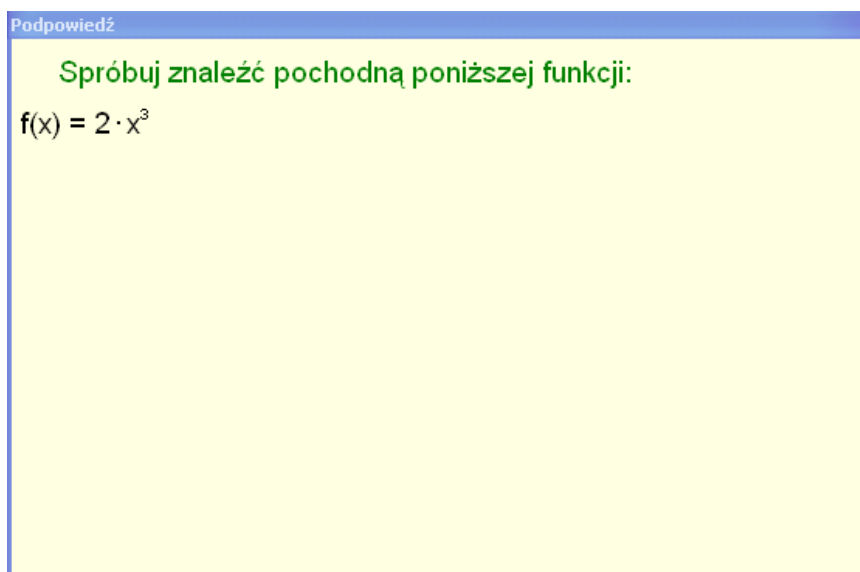 Podpowiedź
Spróbuj znaleźć pochodną poniższej funkcji:
f(x) = 2 · x³